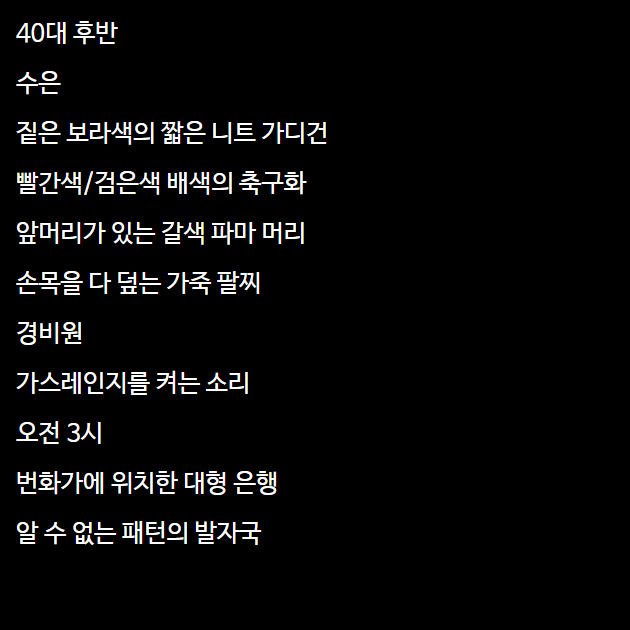 40대 후반
수은
짙은 보라색의 짧은 니트 가디건
빨간색/검은색 배색의 축구화
앞머리가 있는 갈색 파마 머리
손목을 다 덮는 가죽 팔찌
경비원
가스레인지를 켜는 소리
오전 3시
번화가에 위치한 대형 은행
알 수 없는 패턴의 발자국